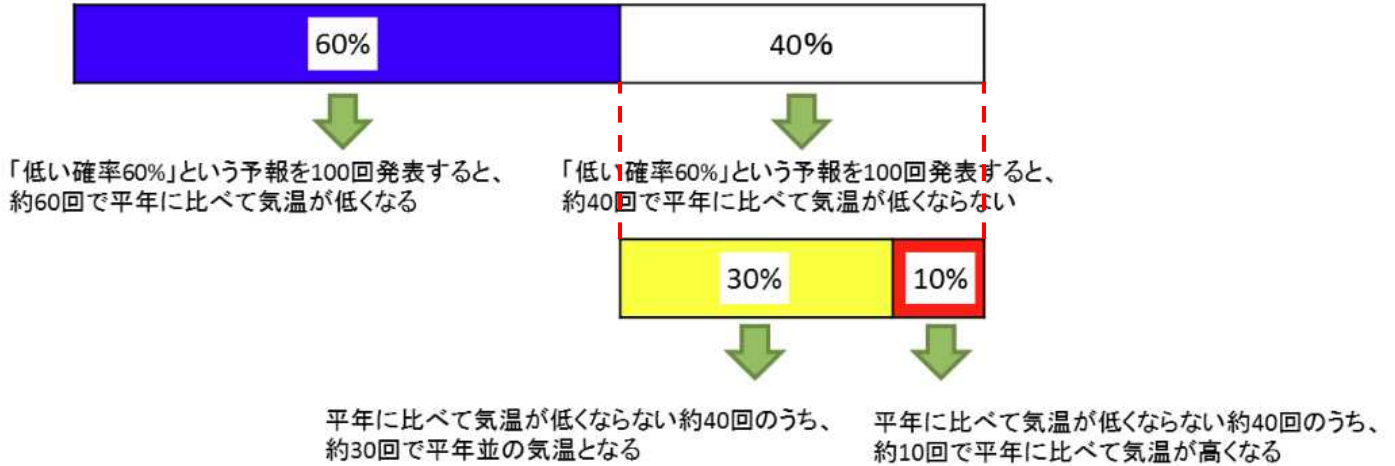 60%
40%
「低い確率60%」という予報を100回発表すると、
約60回で平年に比べて気温が低くなる
「低い確率60%」という予報を100回発表すると、
約40回で平年に比べて気温が低くならない
30%
10%
平年に比べて気温が低くならない約40回のうち、
約30回で平年並の気温となる
平年に比べて気温が低くならない約40回のうち、
約10回で平年に比べて気温が高くなる